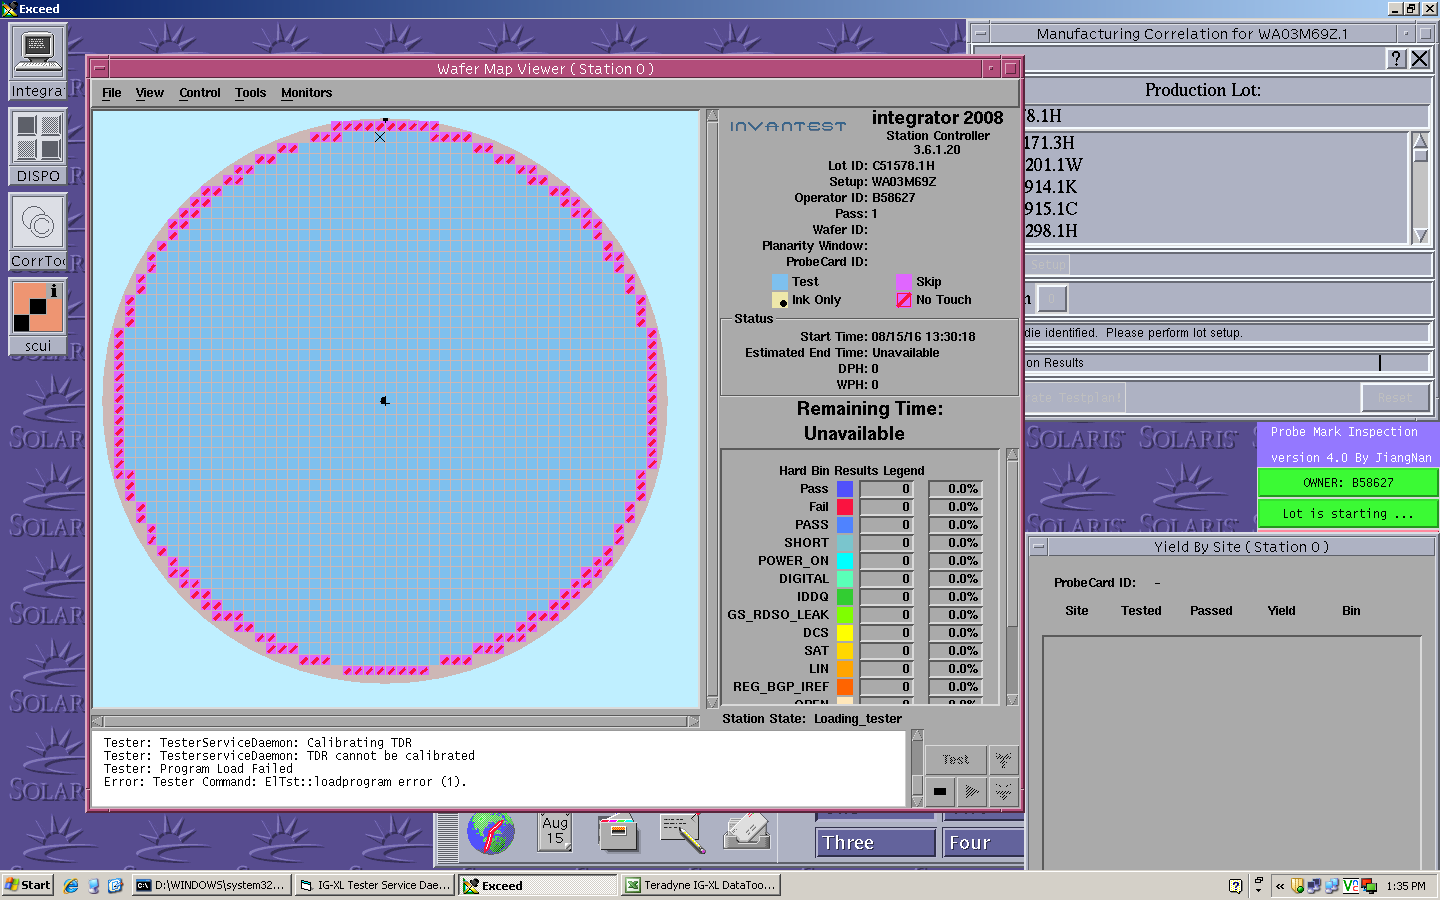 Exceed
Integra
DISPO
CorrToo
scui
Wafer Map Viewer ( Station 0 )
File View Control Tools Monitors
INVANTEST
integrator 2008
Station Controller
3.6.1.20
Lot ID: C51578.1H
Setup: WA03M69Z
Operator ID: B58627
Pass: 1
Wafer ID:
Planarity Window:
ProbeCard ID:
Test Skip
Ink Only No Touch
Status
Start Time: 08/15/16 13:30:18
Estimated End Time: Unavailable
DPH: 0
WPH: 0
Remaining Time:
Unavailable
Hard Bin Results Legend
Pass 0 0.0%
Fail 0 0.0%
PASS 0 0.0%
SHORT 0 0.0%
POWER_ON 0 0.0%
DIGITAL 0 0.0%
IDDQ 0 0.0%
GS_RDSO_LEAK 0 0.0%
DCS 0 0.0%
SAT 0 0.0%
LIN 0 0.0%
REG_BGP_IREF 0 0.0%
OPEN 0 0.0%
Station State: Loading_tester
Tester: TesterServiceDaemon: Calibrating TDR
Tester: TesterserviceDaemon: TDR cannot be calibrated
Tester: Program Load Failed
Error: Tester Command: ElTst::loadprogram error (1).
Test
Manufacturing Correlation for WA03M69Z.1
?
Production Lot:
78.1H
171.3H
201.1W
914.1K
915.1C
298.1H
Setup
0
die identified. Please perform lot setup.
on Results
rate Testplan!
Reset
SOLARIS
SOLARIS
SOLARIS
SOLARIS
SOLARIS
Probe Mark Inspection
version 4.0 By JiangNan
OWNER: B58627
Lot is starting ...
Yield By Site ( Station 0 )
ProbeCard ID: -
Site Tested Passed Yield Bin
Aug
15
Three
Four
Start
D:\WINDOWS\system32...
IG-XL Tester Service Dae...
Exceed
Teradyne IG-XL DataToo...
1:35 PM